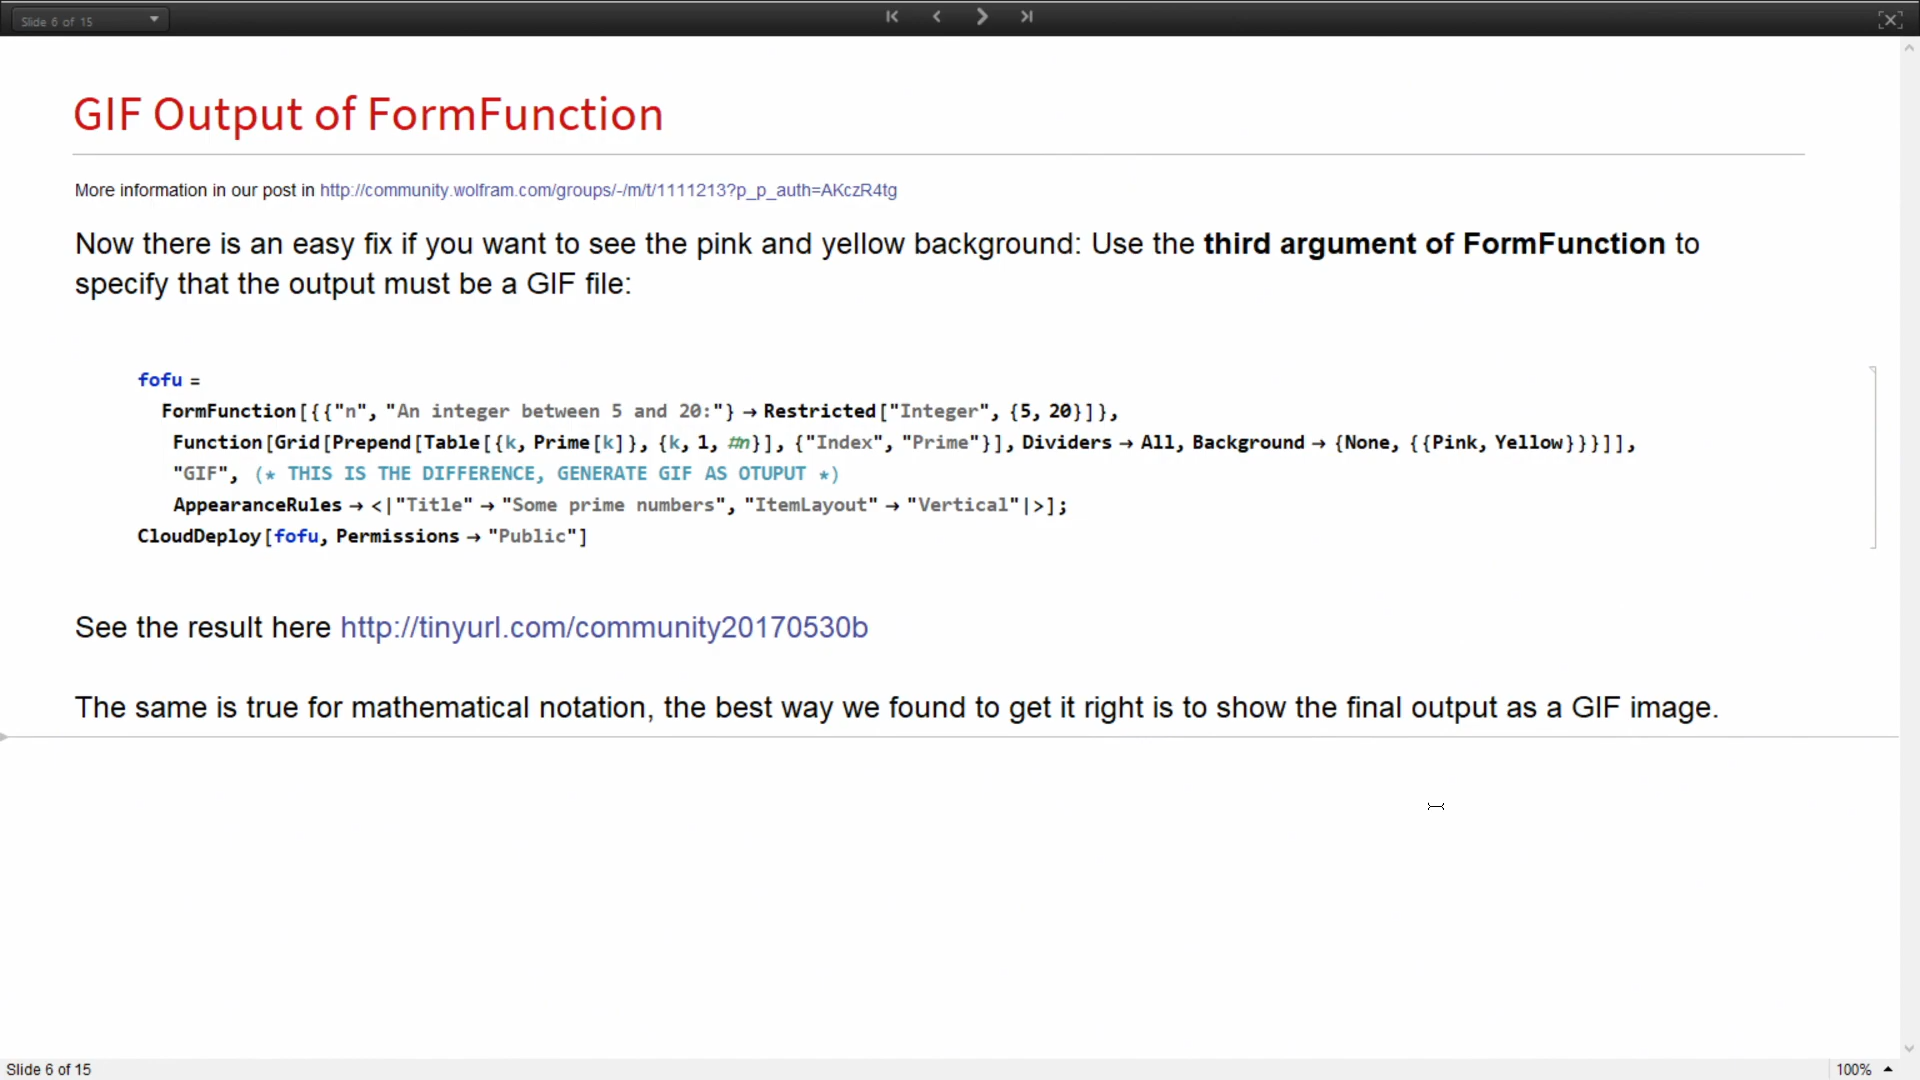 Slide 6 of 15
GIF Output of FormFunction
More information in our post in http://community.wolfram.com/groups/-/m/t/1111213?p_p_auth=AKczR4tg
Now there is an easy fix if you want to see the pink and yellow background: Use the third argument of FormFunction to
specify that the output must be a GIF file:
fofu =
FormFunction[{{"n", "An integer between 5 and 20:"} → Restricted["Integer", {5, 20}]},
Function[Grid[Prepend[Table[{k, Prime[k]}, {k, 1, #n}], {"Index", "Prime"}], Dividers → All, Background → {None, {{Pink, Yellow}}}]],
"GIF", (* THIS IS THE DIFFERENCE, GENERATE GIF AS OTUPUT *)
AppearanceRules → <|"Title" → "Some prime numbers", "ItemLayout" → "Vertical"|>];
CloudDeploy[fofu, Permissions → "Public"]
See the result here http://tinyurl.com/community20170530b
The same is true for mathematical notation, the best way we found to get it right is to show the final output as a GIF image.
Slide 6 of 15
100%